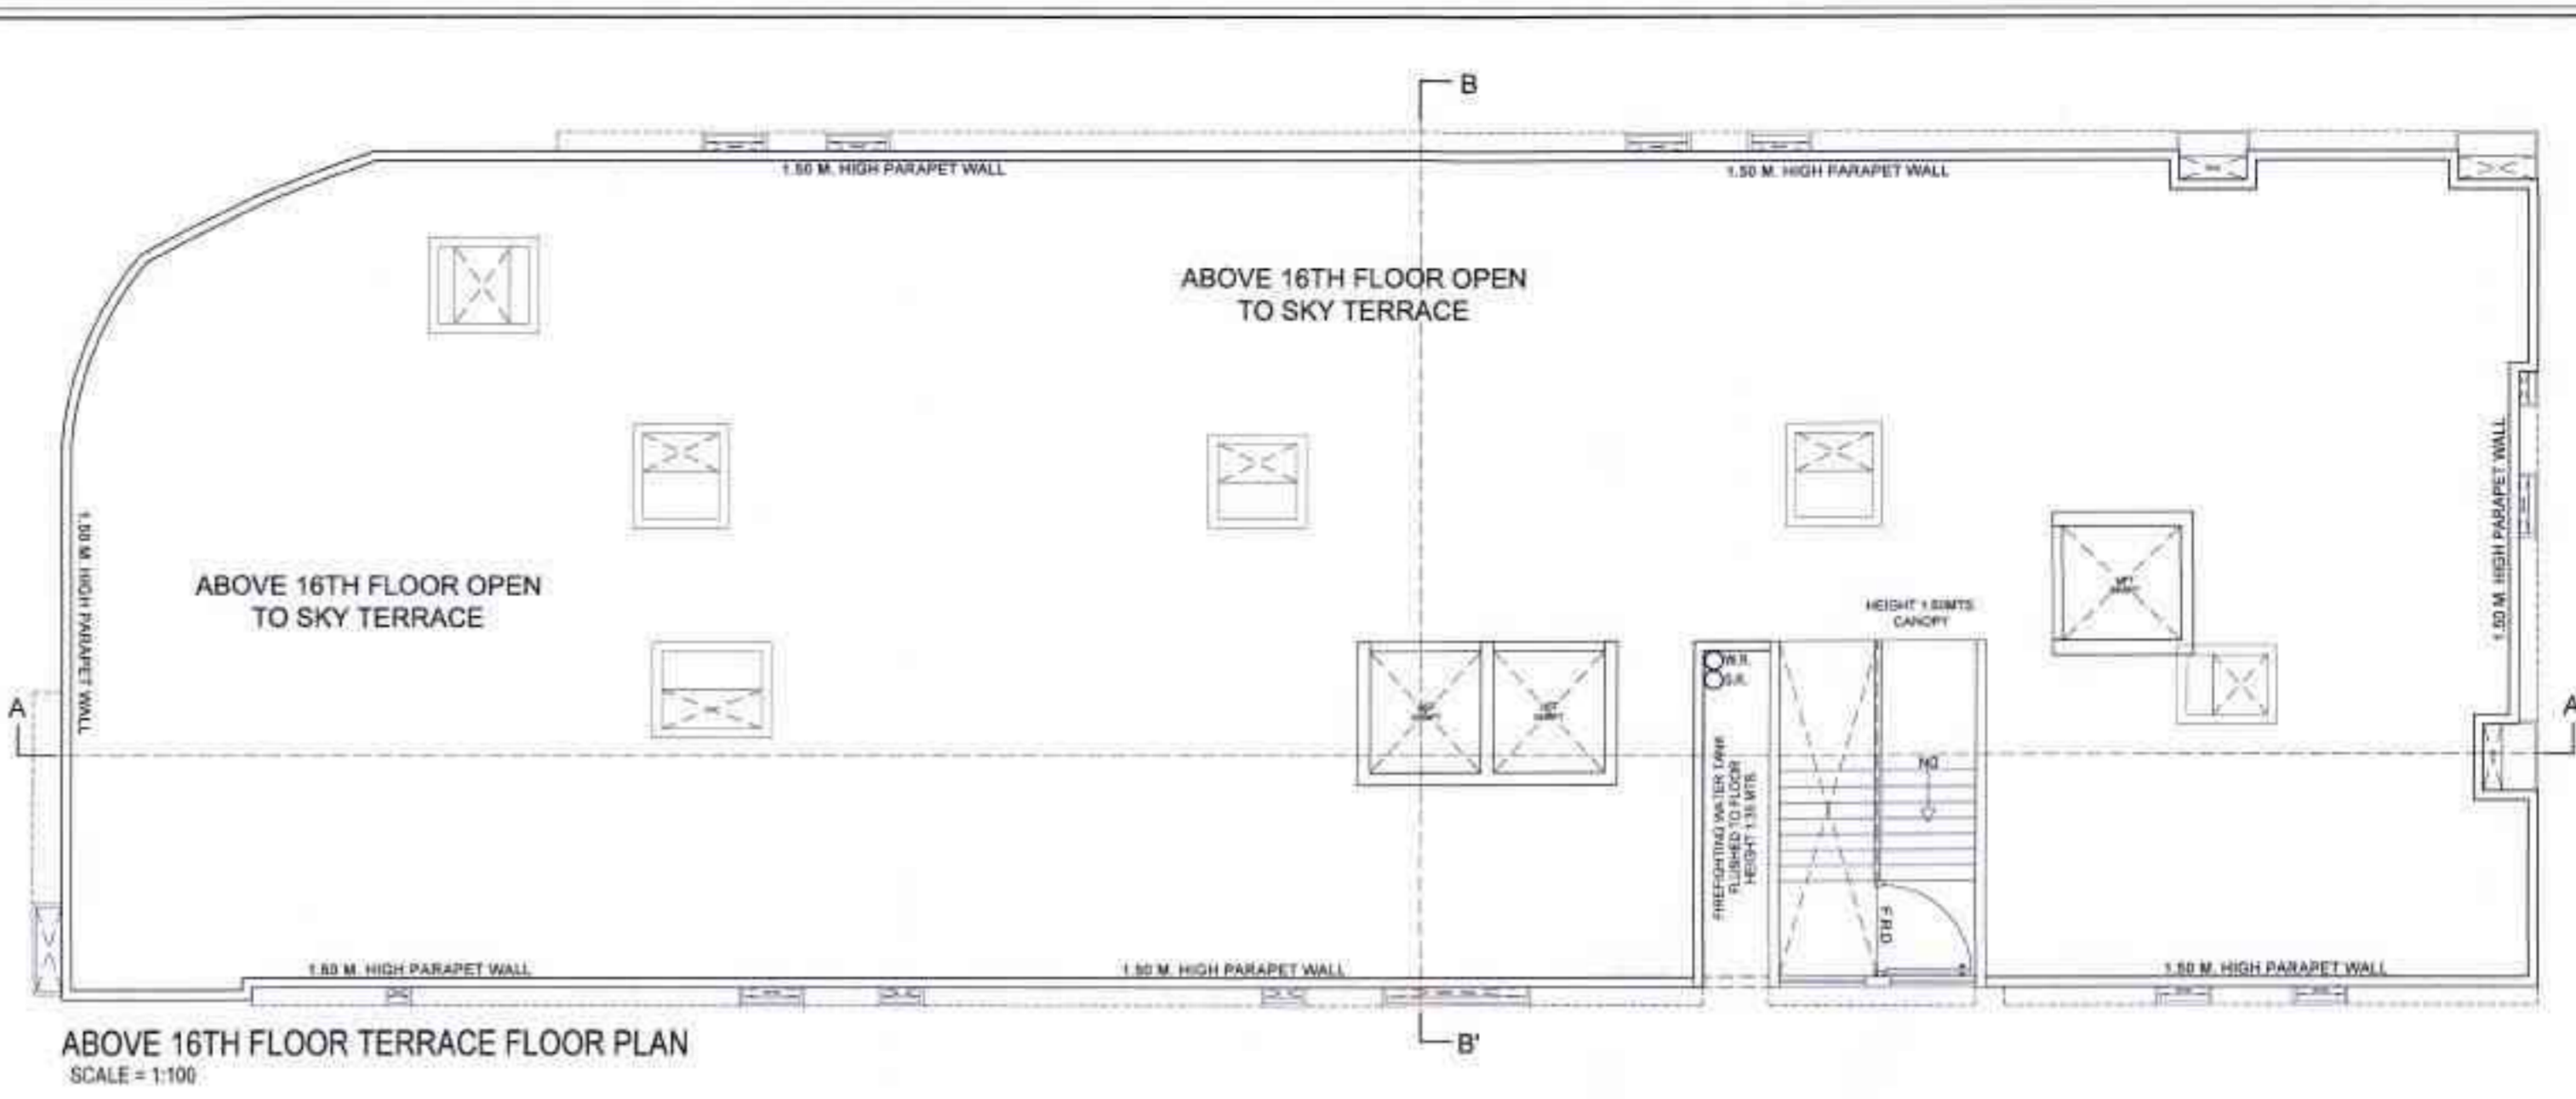 B
1.50 M. HIGH PARAPET WALL
1.50 M. HIGH PARAPET WALL
ABOVE 16TH FLOOR OPEN
TO SKY TERRACE
1.50 M. HIGH PARAPET WALL
1.50 M. HIGH PARAPET WALL
ABOVE 16TH FLOOR OPEN
TO SKY TERRACE
HEIGHT 1.50MTS
CANOPY
W.R.
G.R.
A
A
FIREFIGHTING WATER TANK
FLUSHED TO FLOOR
HEIGHT 1.35 MTS.
DN
F.R.D
1.50 M. HIGH PARAPET WALL
1.50 M. HIGH PARAPET WALL
1.50 M. HIGH PARAPET WALL
ABOVE 16TH FLOOR TERRACE FLOOR PLAN
SCALE = 1:100
B'